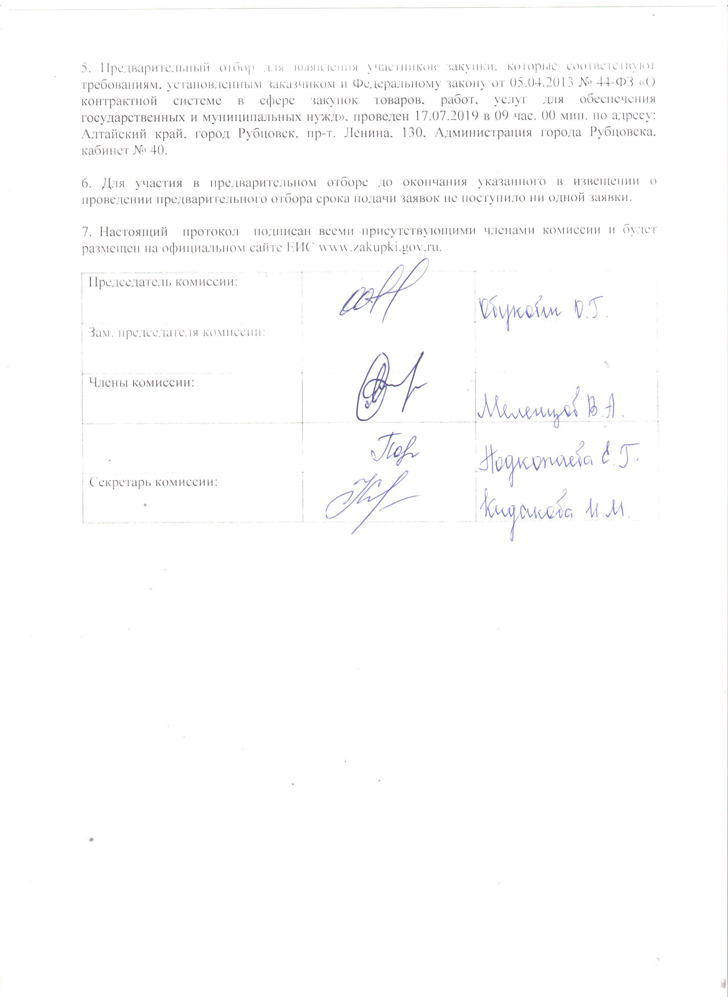 5. Предварительный отбор для выявления участников закупки, которые соответствуют
требованиям, установленным заказчиком и Федеральному закону от 05.04.2013 № 44-ФЗ «О
контрактной системе в сфере закупок товаров, работ, услуг для обеспечения
государственных и муниципальных нужд», проведен 17.07.2019 в 09 час. 00 мин. по адресу:
Алтайский край, город Рубцовск, пр-т. Ленина, 130, Администрация города Рубцовска,
кабинет № 40.
6. Для участия в предварительном отборе до окончания указанного в извещении о
проведении предварительного отбора срока подачи заявок не поступило ни одной заявки.
7. Настоящий протокол подписан всеми присутствующими членами комиссии и будет
размещен на официальном сайте ЕИС www.zakupki.gov.ru.
Председатель комиссии:
О.Г.
Зам. председателя комиссии:
Члены комиссии:
Меленцов В.А.
Подкопаева Е.Г.
Секретарь комиссии:
Кидакова И.М.
2